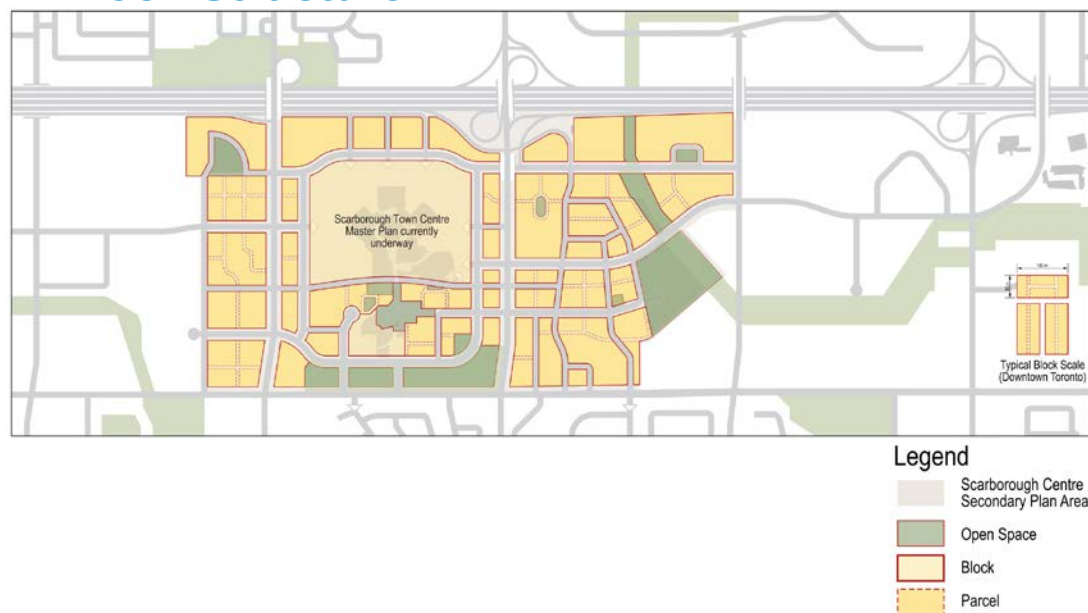 Scarborough Town Centre
Master Plan currently
underway
Typical Block Scale
(Downtown Toronto)
Legend
Scarborough Centre
Secondary Plan Area
Open Space
Block
Parcel